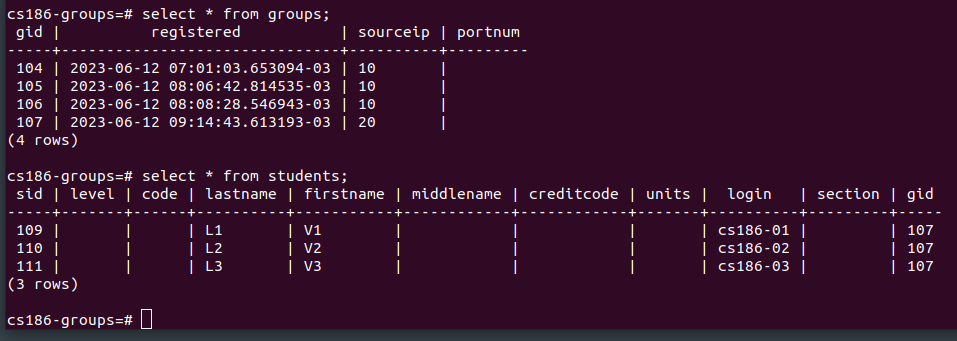 cs186-groups=# select * from groups;
 gid |          registered           | sourceip | portnum
-----+-------------------------------+----------+---------
 104 | 2023-06-12 07:01:03.653094-03 | 10       |
 105 | 2023-06-12 08:06:42.814535-03 | 10       |
 106 | 2023-06-12 08:08:28.546943-03 | 10       |
 107 | 2023-06-12 09:14:43.613193-03 | 20       |
(4 rows)

cs186-groups=# select * from students;
 sid | level | code | lastname | firstname | middlename | creditcode | units |  login   | section | gid
-----+-------+------+----------+-----------+------------+------------+-------+----------+---------+-----
 109 |       |      | L1       | V1        |            |            |       | cs186-01 |         | 107
 110 |       |      | L2       | V2        |            |            |       | cs186-02 |         | 107
 111 |       |      | L3       | V3        |            |            |       | cs186-03 |         | 107
(3 rows)

cs186-groups=#